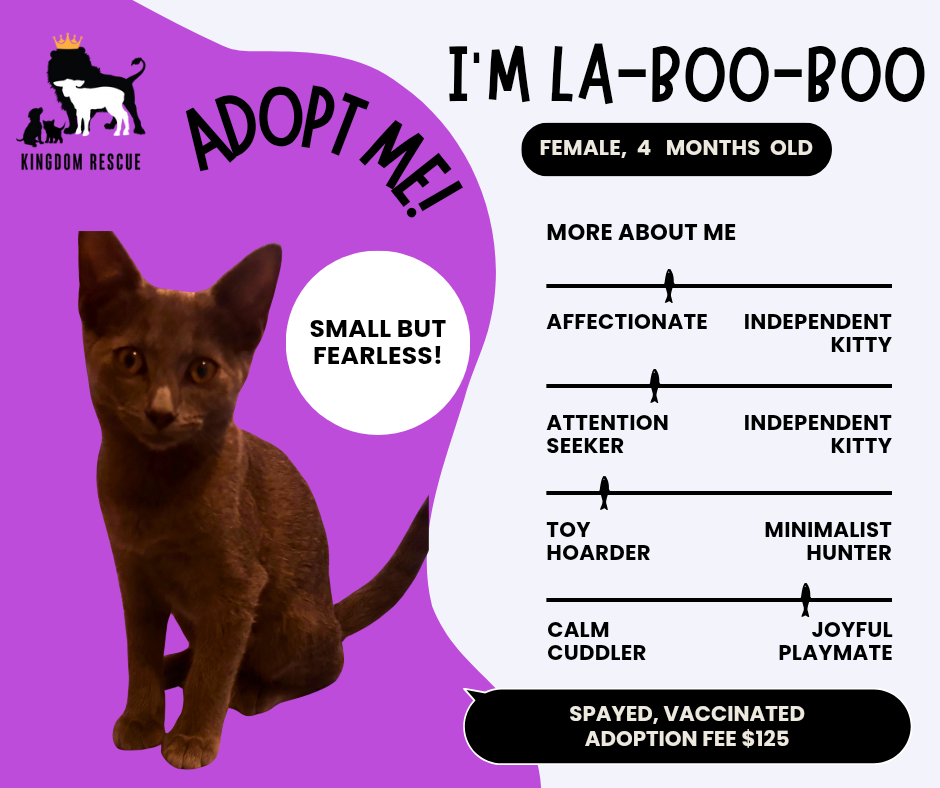 KINGDOM RESCUE
ADOPT ME!
I'M LA-BOO-BOO
FEMALE, 4 MONTHS OLD
SMALL BUT
FEARLESS!
MORE ABOUT ME
AFFECTIONATE
INDEPENDENT
KITTY
ATTENTION
SEEKER
INDEPENDENT
KITTY
TOY
HOARDER
MINIMALIST
HUNTER
CALM
CUDDLER
JOYFUL
PLAYMATE
SPAYED, VACCINATED
ADOPTION FEE $125